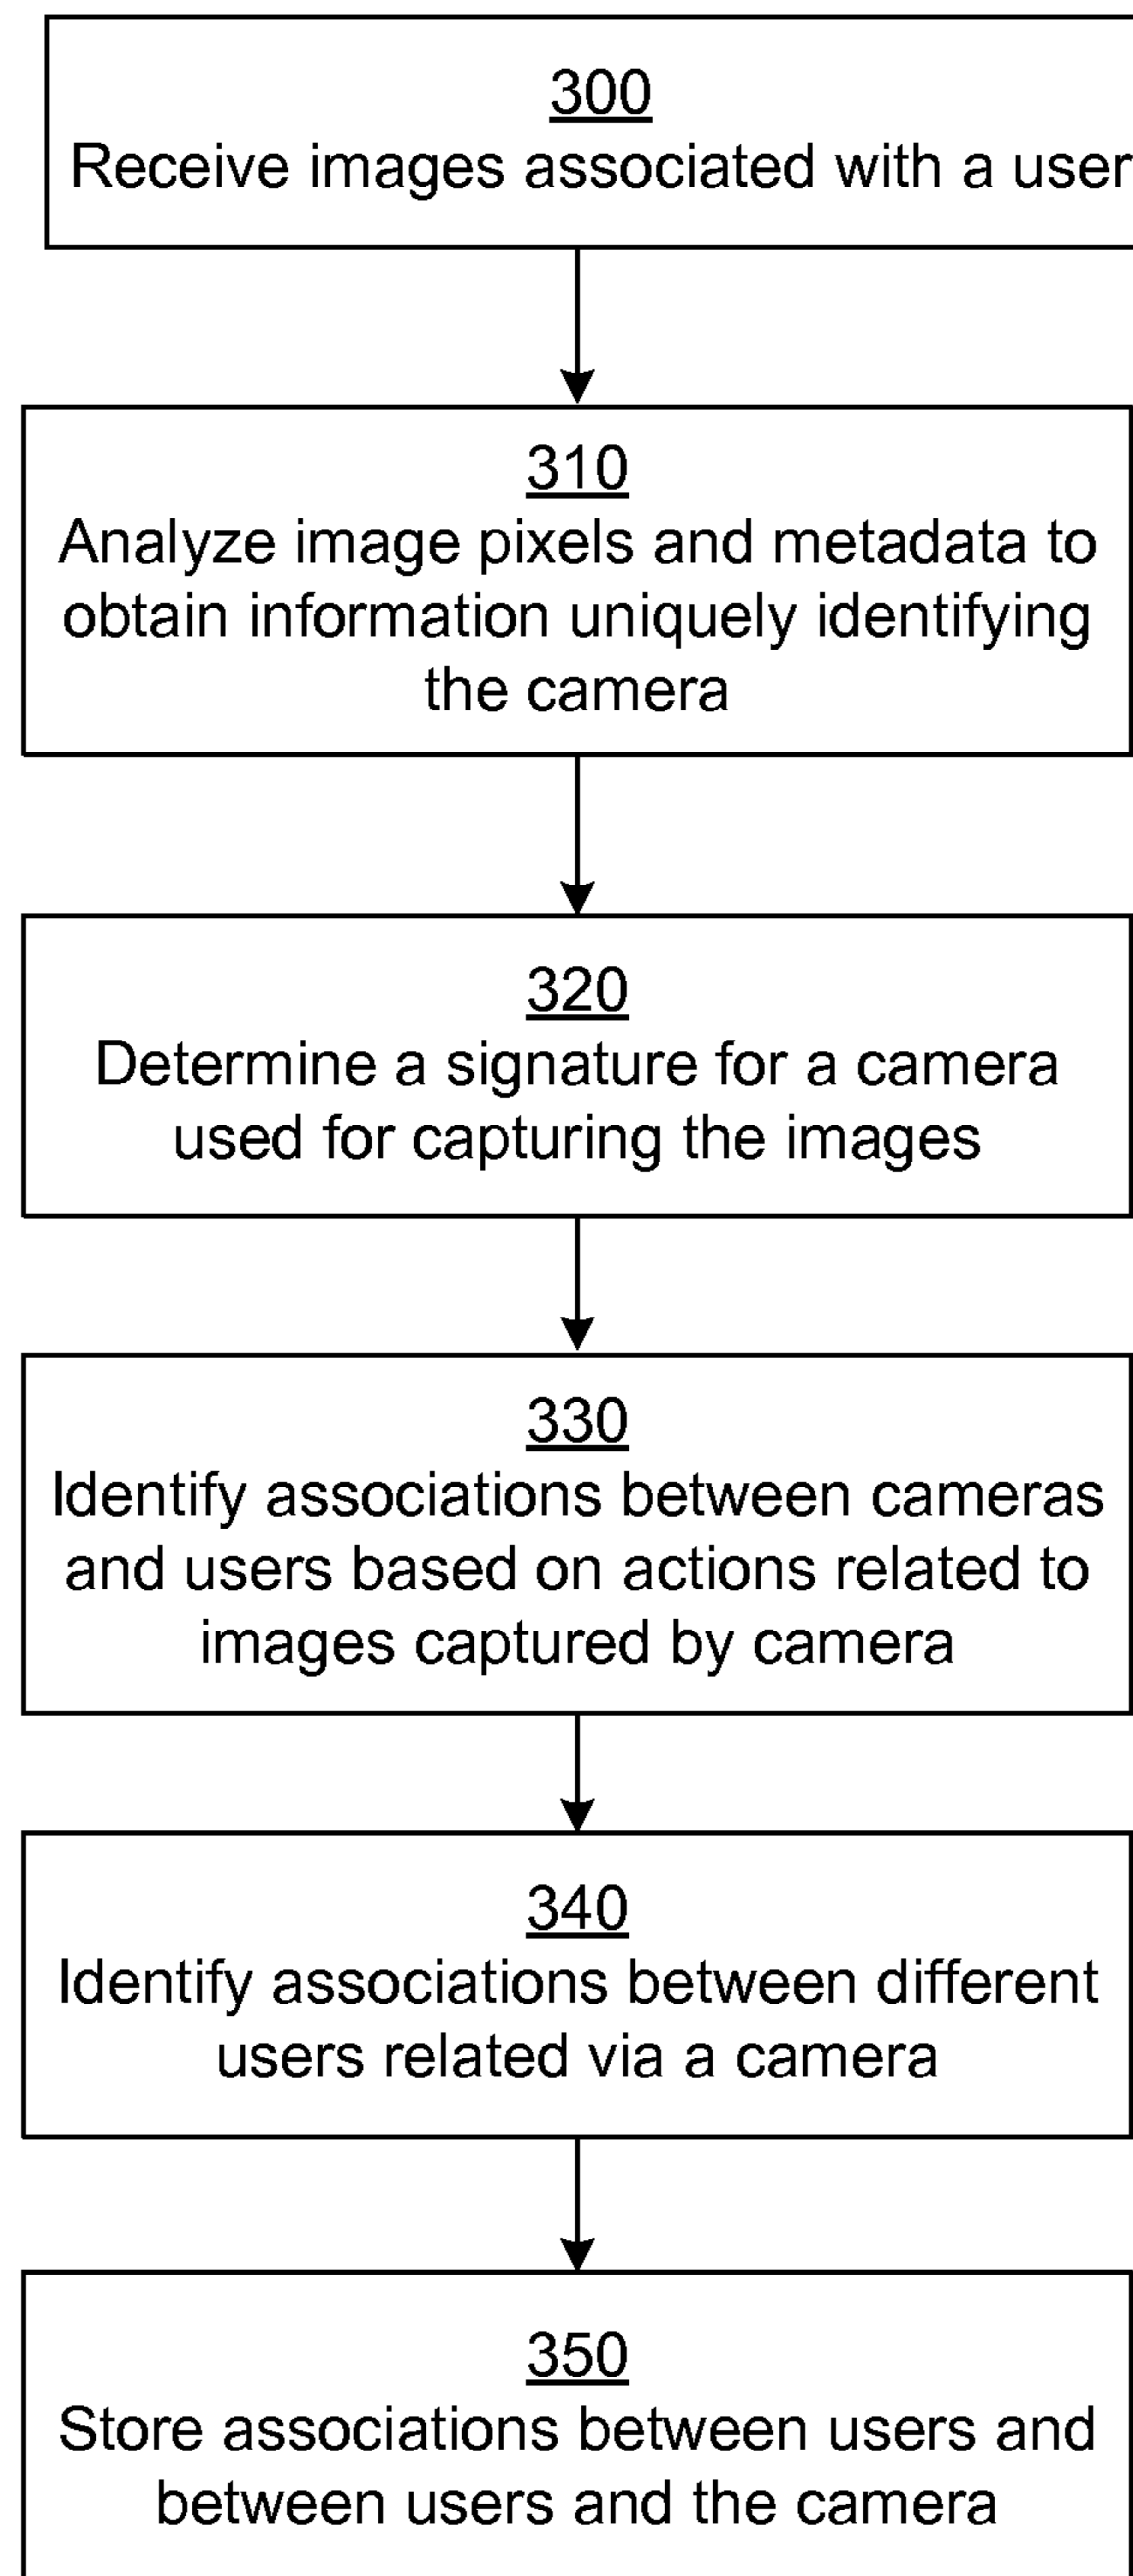 300
Receive images associated with a user
310
Analyze image pixels and metadata to
obtain information uniquely identifying
the camera
320
Determine a signature for a camera
used for capturing the images
330
Identify associations between cameras
and users based on actions related to
images captured by camera
340
Identify associations between different
users related via a camera
350
Store associations between users and
between users and the camera